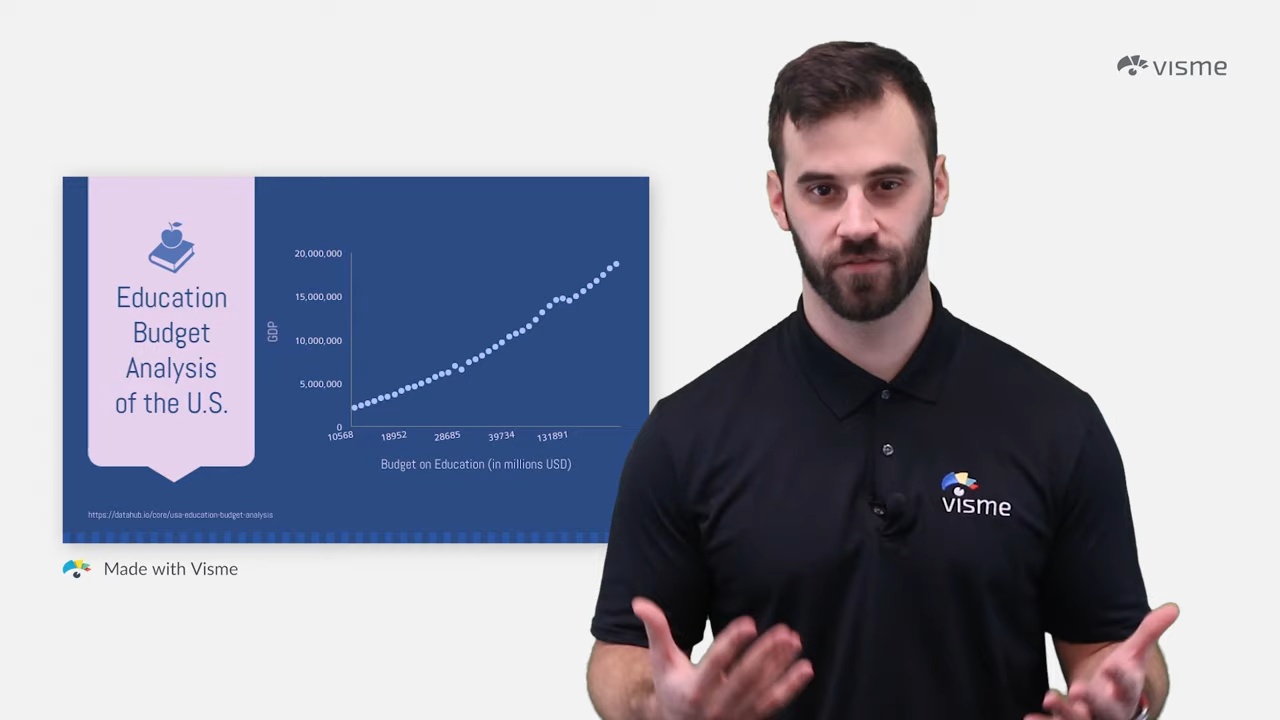 visme
Education
Budget
Analysis
of the U.S.
GDP
20,000,000
15,000,000
10,000,000
5,000,000
0
10568 18952 28685 39734 131891
Budget on Education (in millions USD)
https://datahub.io/core/usa-education-budget-analysis
Made with Visme
visme